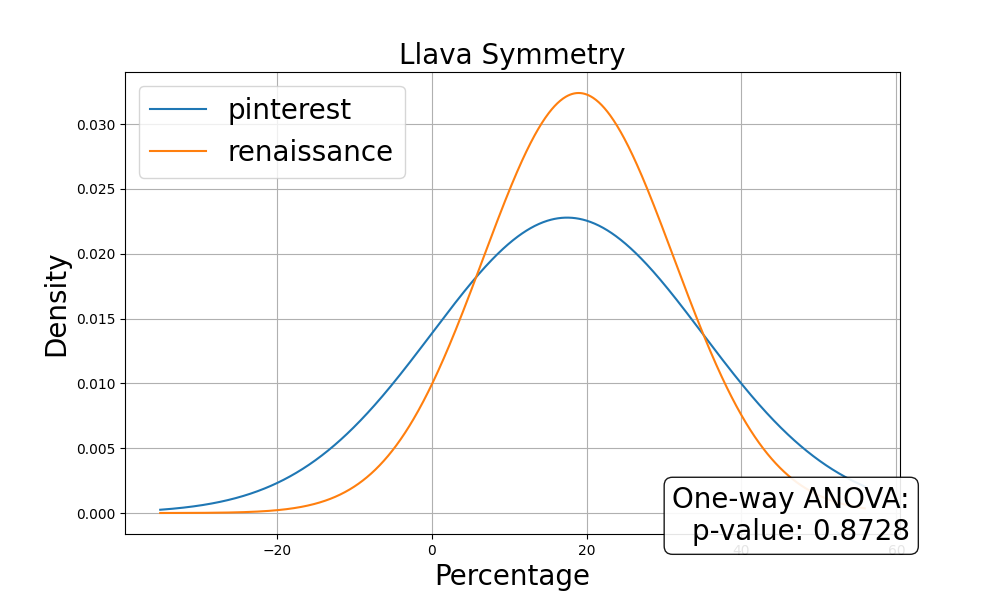 Llava Symmetry
pinterest
renaissance
0.030
0.025
0.020
0.015
0.010
0.005
0.000
Density
One-way ANOVA:
p-value: 0.8728
−20
0
20
40
60
Percentage